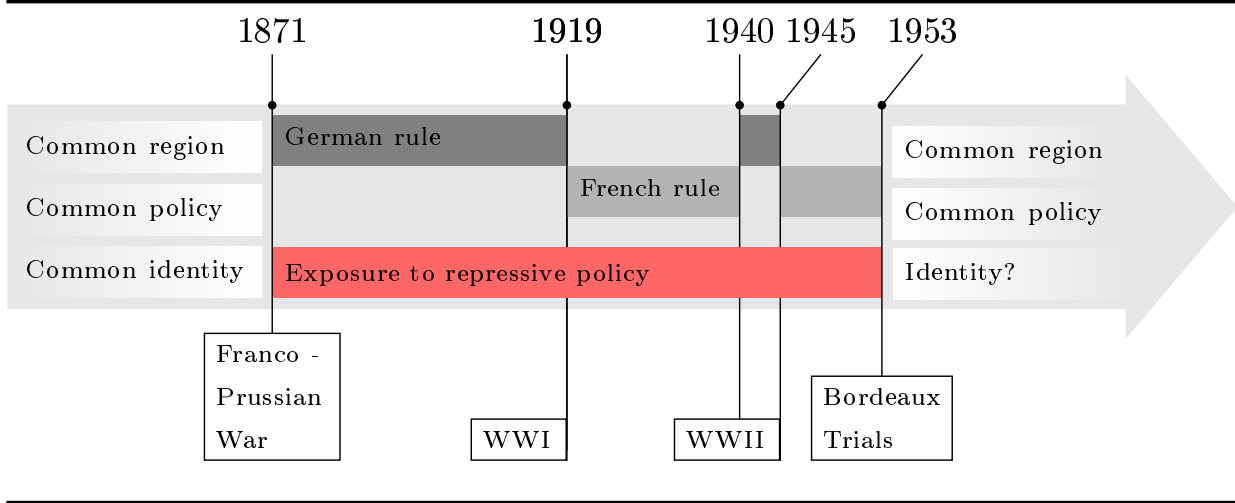 1871 1919 1940 1945 1953
Common region
German rule
Common region
Common policy
French rule
Common policy
Common identity
Exposure to repressive policy
Identity?
Franco -
Prussian
War
WWI
WWII
Bordeaux
Trials